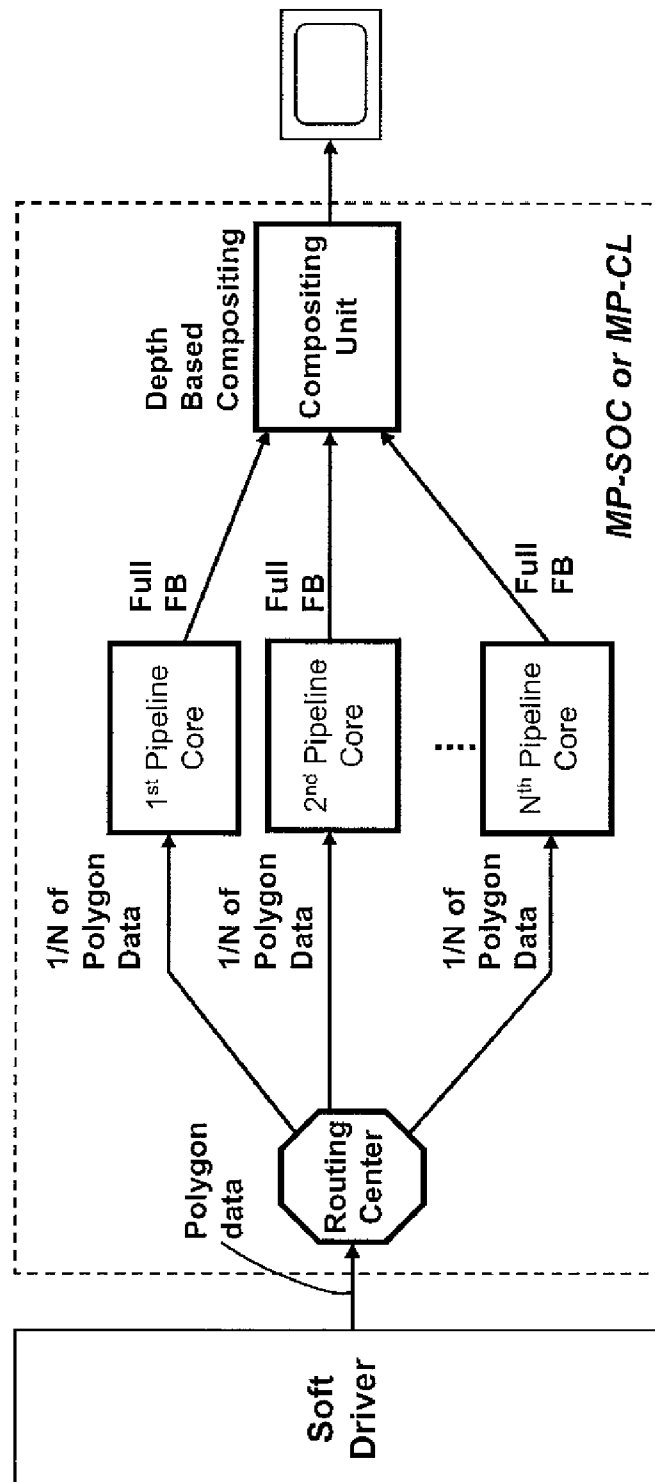 Soft
Driver
Polygon
data
Routing
Center
1/N of
Polygon
Data
1/N of
Polygon
Data
1/N of
Polygon
Data
1st Pipeline
Core
2nd Pipeline
Core
Nth Pipeline
Core
Full
FB
Full
FB
Full
FB
Depth
Based
Compositing
Compositing
Unit
MP-SOC or MP-CL